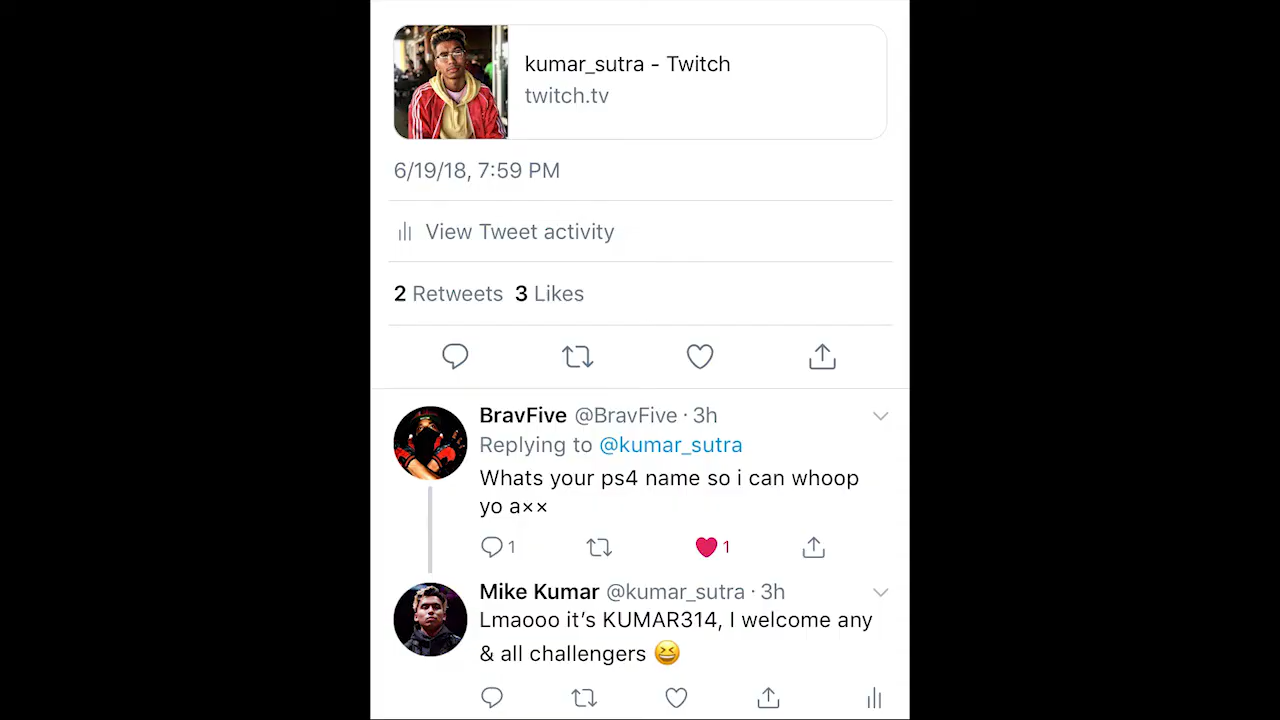 kumar_sutra - Twitch
twitch.tv
6/19/18, 7:59 PM
View Tweet activity
2 Retweets 3 Likes
BravFive @BravFive · 3h
Replying to @kumar_sutra
Whats your ps4 name so i can whoop
yo a××
1 1
Mike Kumar @kumar_sutra · 3h
Lmaooo it’s KUMAR314, I welcome any
& all challengers 😆